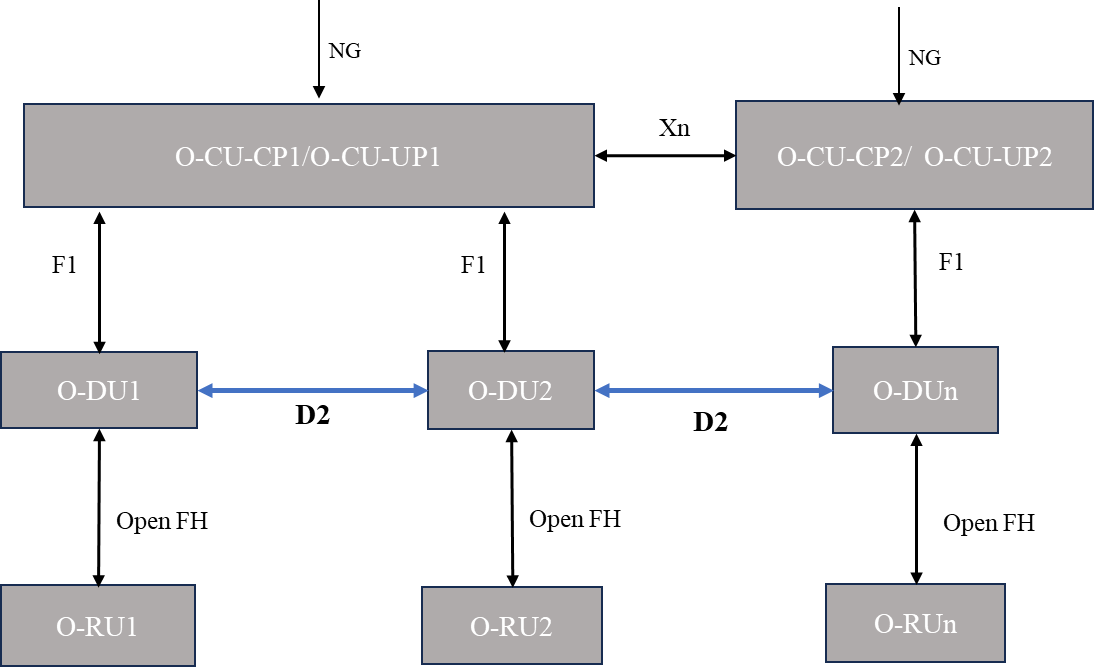 NG
NG
O-CU-CP1/O-CU-UP1
Xn
O-CU-CP2/ O-CU-UP2
F1
F1
F1
O-DU1
D2
O-DU2
D2
O-DUn
Open FH
Open FH
Open FH
O-RU1
O-RU2
O-RUn